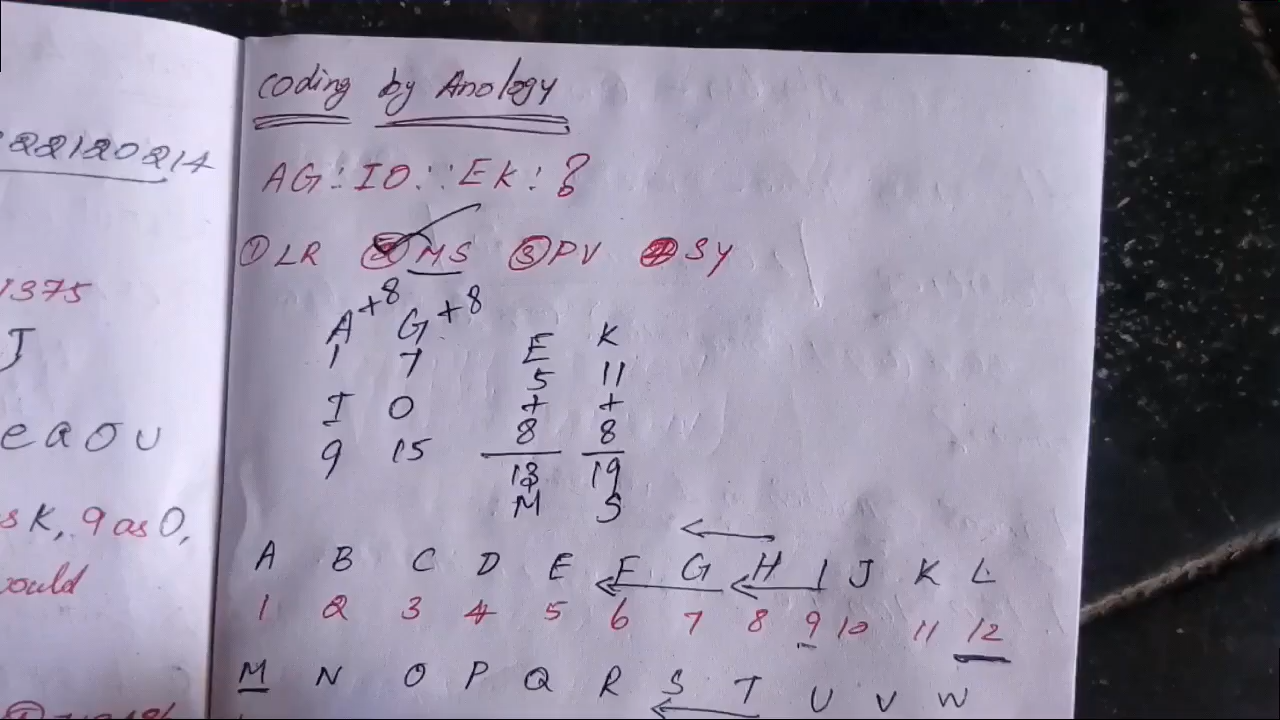 22120214
1375
J
e a o u
s K, 9 as O,
ould
Coding by Anology
AG : IO :: EK : ?
① LR ② MS ③ PV ④ SY
A+8 G+8
1 7
I O
9 15
E K
5 11
+ +
8 8
13 19
M S
A B C D E F G H I J K L
1 2 3 4 5 6 7 8 9 10 11 12
M N O P Q R S T U V W